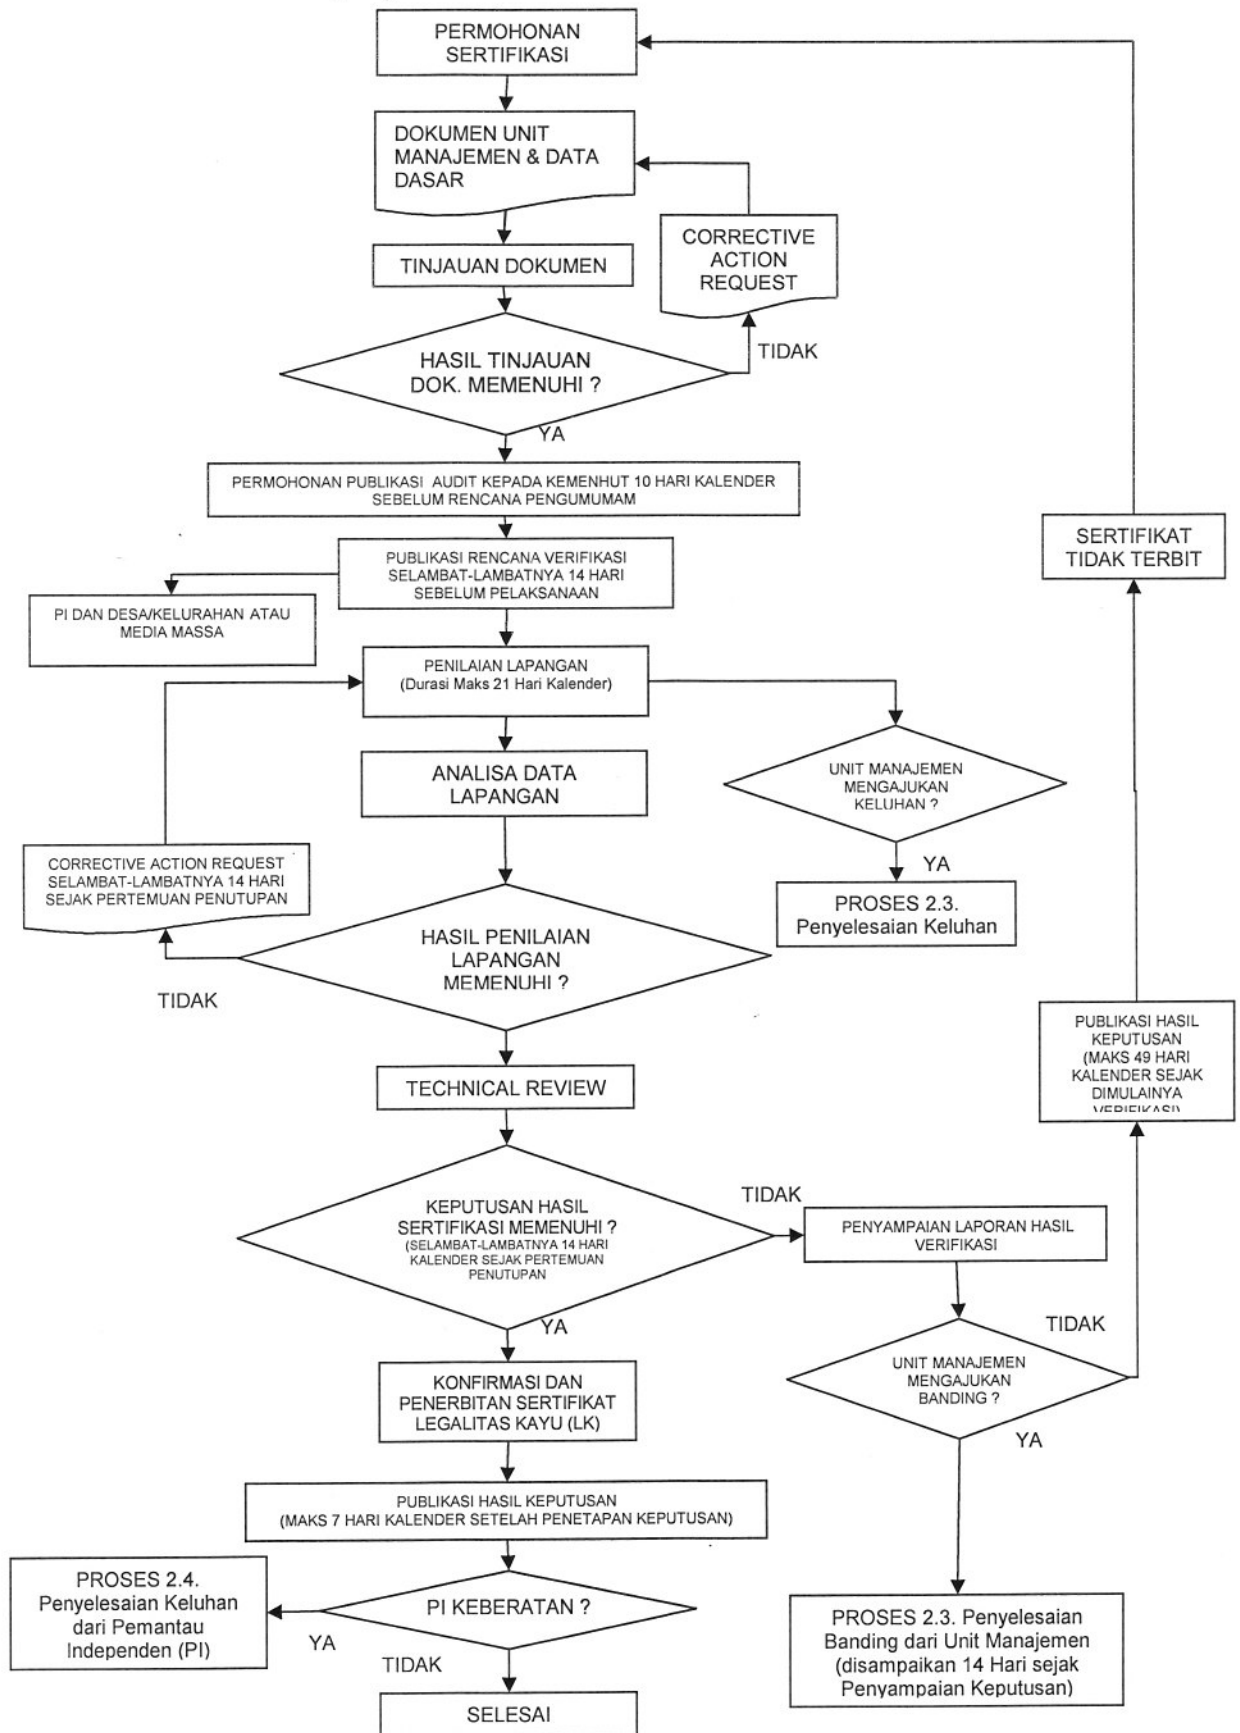 PERMOHONAN
SERTIFIKASI
DOKUMEN UNIT
MANAJEMEN & DATA
DASAR
CORRECTIVE
ACTION
REQUEST
TINJAUAN DOKUMEN
TIDAK
HASIL TINJAUAN
DOK. MEMENUHI ?
YA
PERMOHONAN PUBLIKASI AUDIT KEPADA KEMENHUT 10 HARI KALENDER
SEBELUM RENCANA PENGUMUMAM
SERTIFIKAT
TIDAK TERBIT
PUBLIKASI RENCANA VERIFIKASI
SELAMBAT-LAMBATNYA 14 HARI
SEBELUM PELAKSANAAN
PI DAN DESA/KELURAHAN ATAU
MEDIA MASSA
PENILAIAN LAPANGAN
(Durasi Maks 21 Hari Kalender)
ANALISA DATA
LAPANGAN
UNIT MANAJEMEN
MENGAJUKAN
KELUHAN ?
YA
CORRECTIVE ACTION REQUEST
SELAMBAT-LAMBATNYA 14 HARI
SEJAK PERTEMUAN PENUTUPAN
PROSES 2.3.
Penyelesaian Keluhan
HASIL PENILAIAN
LAPANGAN
MEMENUHI ?
TIDAK
PUBLIKASI HASIL
KEPUTUSAN
(MAKS 49 HARI
KALENDER SEJAK
DIMULAINYA
VERIFIKASI)
TECHNICAL REVIEW
KEPUTUSAN HASIL
SERTIFIKASI MEMENUHI ?
(SELAMBAT-LAMBATNYA 14 HARI
KALENDER SEJAK PERTEMUAN
PENUTUPAN
TIDAK
PENYAMPAIAN LAPORAN HASIL
VERIFIKASI
YA
TIDAK
UNIT MANAJEMEN
MENGAJUKAN
BANDING ?
YA
KONFIRMASI DAN
PENERBITAN SERTIFIKAT
LEGALITAS KAYU (LK)
PUBLIKASI HASIL KEPUTUSAN
(MAKS 7 HARI KALENDER SETELAH PENETAPAN KEPUTUSAN)
PROSES 2.4.
Penyelesaian Keluhan
dari Pemantau
Independen (PI)
YA
PI KEBERATAN ?
TIDAK
PROSES 2.3. Penyelesaian
Banding dari Unit Manajemen
(disampaikan 14 Hari sejak
Penyampaian Keputusan)
SELESAI